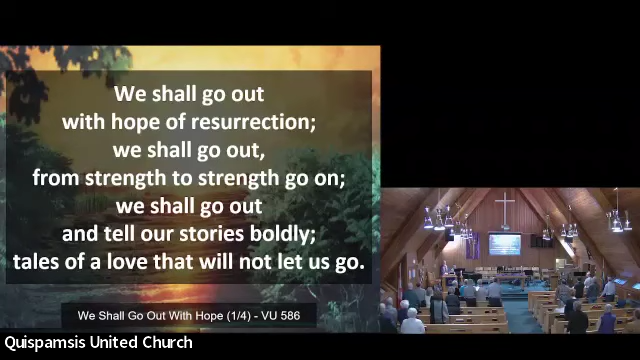 We shall go out
with hope of resurrection;
we shall go out,
from strength to strength go on;
we shall go out
and tell our stories boldly;
tales of a love that will not let us go.
We Shall Go Out With Hope (1/4) - VU 586
Quispamsis United Church